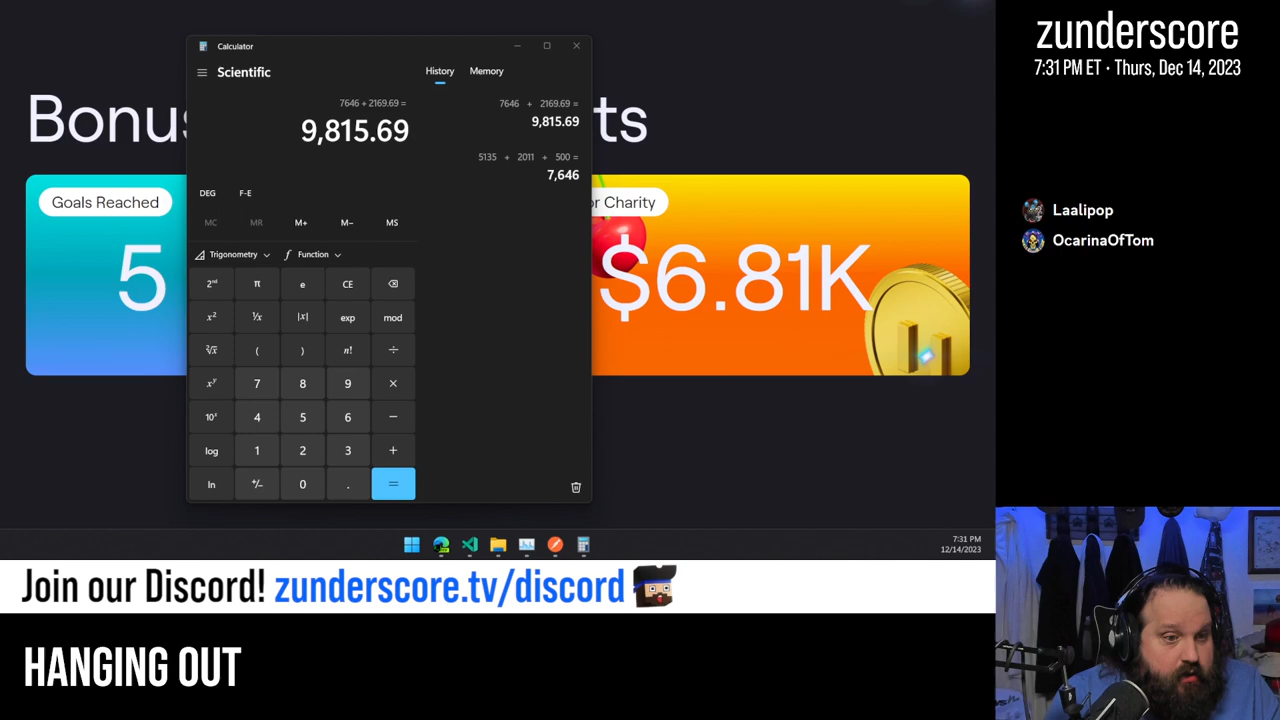 zunderscore
7:31 PM ET · Thurs, Dec 14, 2023
Laalipop
OcarinaOfTom
Calculator
Scientific
History Memory
7646 + 2169.69 =
9,815.69
7646 + 2169.69 =
9,815.69
5135 + 2011 + 500 =
7,646
Bonus
ts
Goals Reached
5
or Charity
$6.81K
DEG F-E
MC MR M+ M− MS
Trigonometry Function
2ⁿᵈ π e CE
x² ¹/x |x| exp mod
²√x ( ) n! ÷
xʸ 7 8 9 ×
10ˣ 4 5 6 −
log 1 2 3 +
ln +/− 0 . =
7:31 PM
12/14/2023
Join our Discord! zunderscore.tv/discord
HANGING OUT